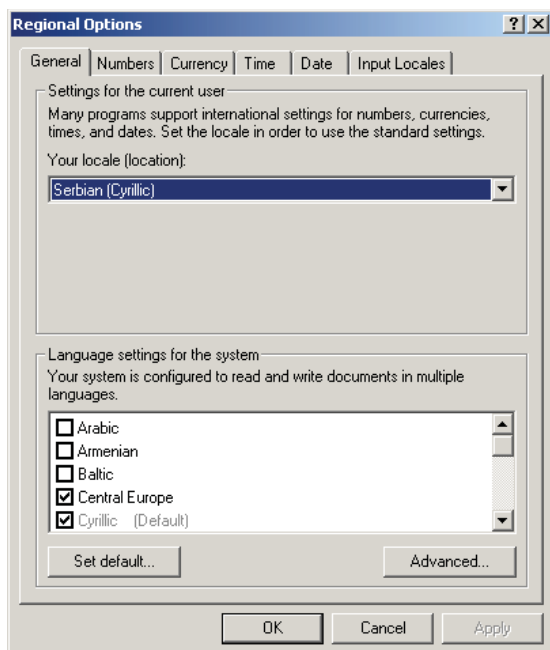 Regional Options
General Numbers Currency Time Date Input Locales
Settings for the current user
Many programs support international settings for numbers, currencies,
times, and dates. Set the locale in order to use the standard settings.
Your locale (location):
Serbian (Cyrillic)
Language settings for the system
Your system is configured to read and write documents in multiple
languages.
Arabic
Armenian
Baltic
Central Europe
Cyrillic (Default)
Set default... Advanced...
OK Cancel Apply